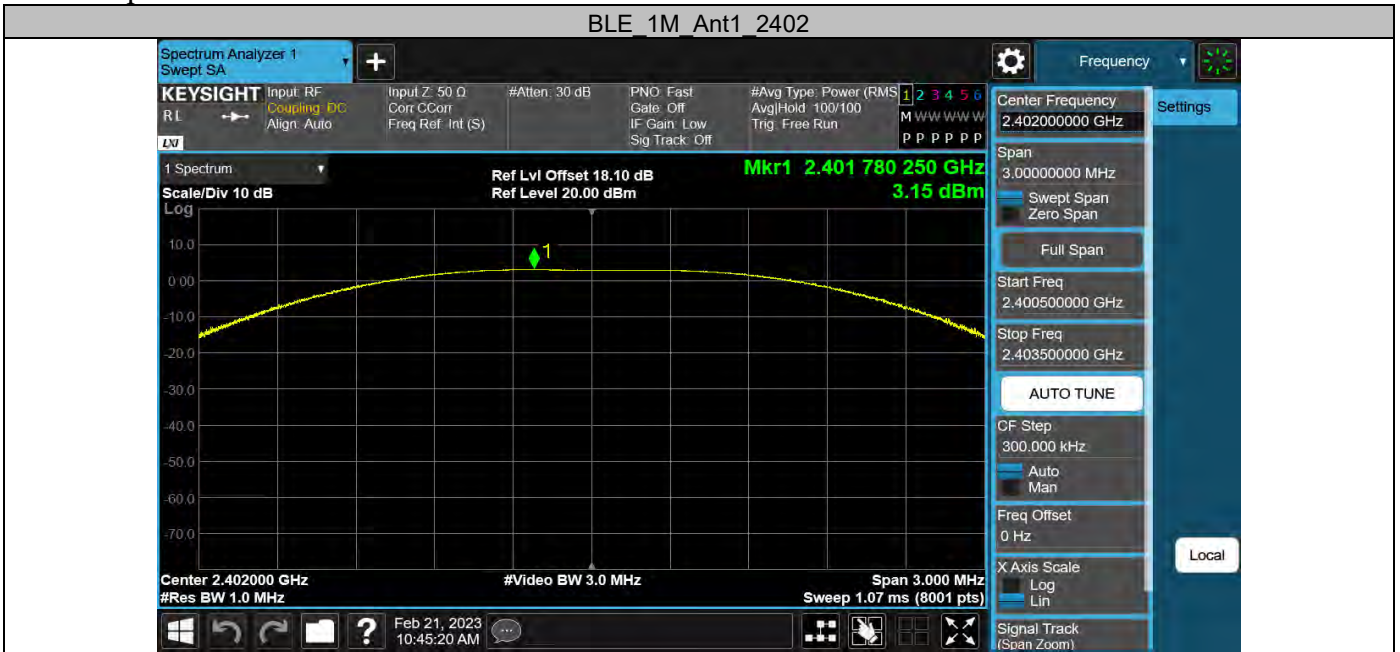 BLE_1M_Ant1_2402
Spectrum Analyzer 1
Swept SA
Frequency
KEYSIGHT
RL
LXI
Input: RF
Coupling: DC
Align: Auto
Input Z: 50 Ω
Corr CCorr
Freq Ref: Int (S)
#Atten: 30 dB
PNO: Fast
Gate: Off
IF Gain: Low
Sig Track: Off
#Avg Type: Power (RMS
Avg|Hold: 100/100
Trig: Free Run
1 2 3 4 5 6
M W W W W W
P P P P P P
1 Spectrum
Scale/Div 10 dB
Ref Lvl Offset 18.10 dB
Ref Level 20.00 dBm
Mkr1 2.401 780 250 GHz
3.15 dBm
Log
10.0
0.00
-10.0
-20.0
-30.0
-40.0
-50.0
-60.0
-70.0
1
Center 2.402000 GHz
#Res BW 1.0 MHz
#Video BW 3.0 MHz
Span 3.000 MHz
Sweep 1.07 ms (8001 pts)
?
Feb 21, 2023
10:45:20 AM
Center Frequency
2.402000000 GHz
Span
3.00000000 MHz
Swept Span
Zero Span
Full Span
Start Freq
2.400500000 GHz
Stop Freq
2.403500000 GHz
AUTO TUNE
CF Step
300.000 kHz
Auto
Man
Freq Offset
0 Hz
X Axis Scale
Log
Lin
Signal Track
(Span Zoom)
Settings
Local